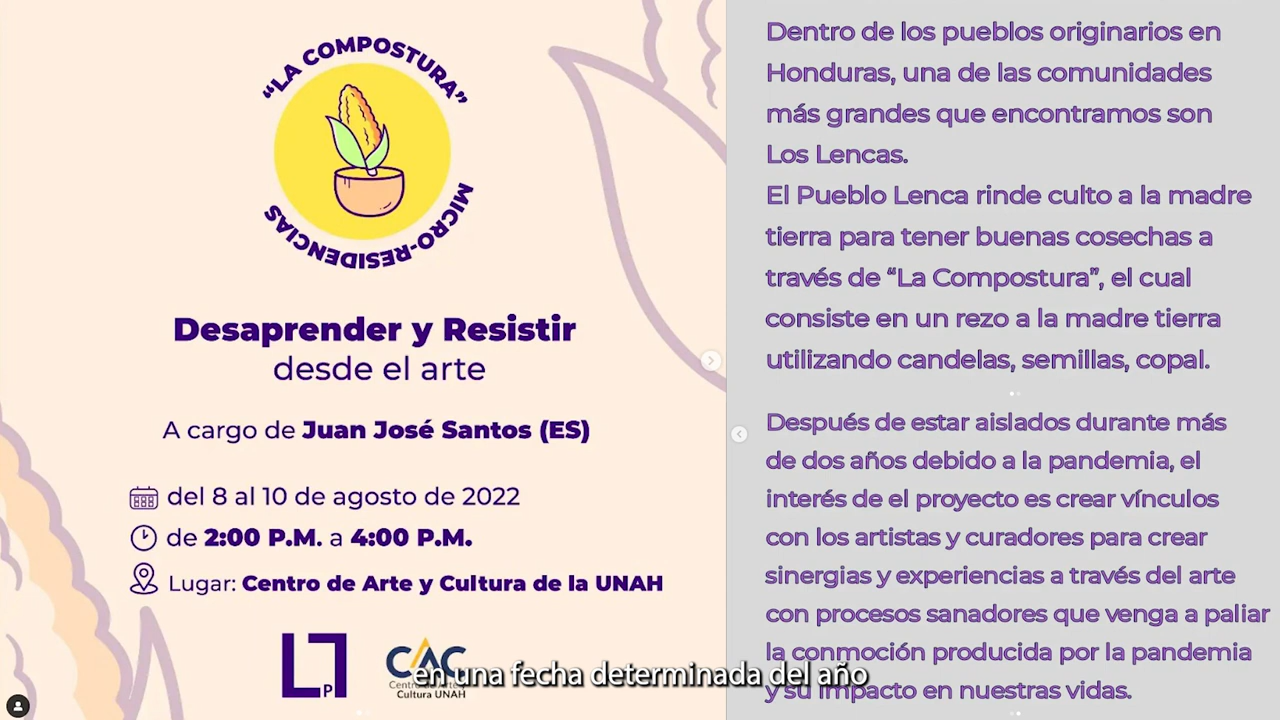 “LA COMPOSTURA”
MICRO-RESIDENCIAS
Desaprender y Resistir
desde el arte
A cargo de Juan José Santos (ES)
del 8 al 10 de agosto de 2022
de 2:00 P.M. a 4:00 P.M.
Lugar: Centro de Arte y Cultura de la UNAH
LP
CAC
Centro de Arte y
Cultura UNAH
Dentro de los pueblos originarios en
Honduras, una de las comunidades
más grandes que encontramos son
Los Lencas.
El Pueblo Lenca rinde culto a la madre
tierra para tener buenas cosechas a
través de “La Compostura”, el cual
consiste en un rezo a la madre tierra
utilizando candelas, semillas, copal.
Después de estar aislados durante más
de dos años debido a la pandemia, el
interés de el proyecto es crear vínculos
con los artistas y curadores para crear
sinergias y experiencias a través del arte
con procesos sanadores que venga a paliar
la conmoción producida por la pandemia
y su impacto en nuestras vidas.
en una fecha determinada del año